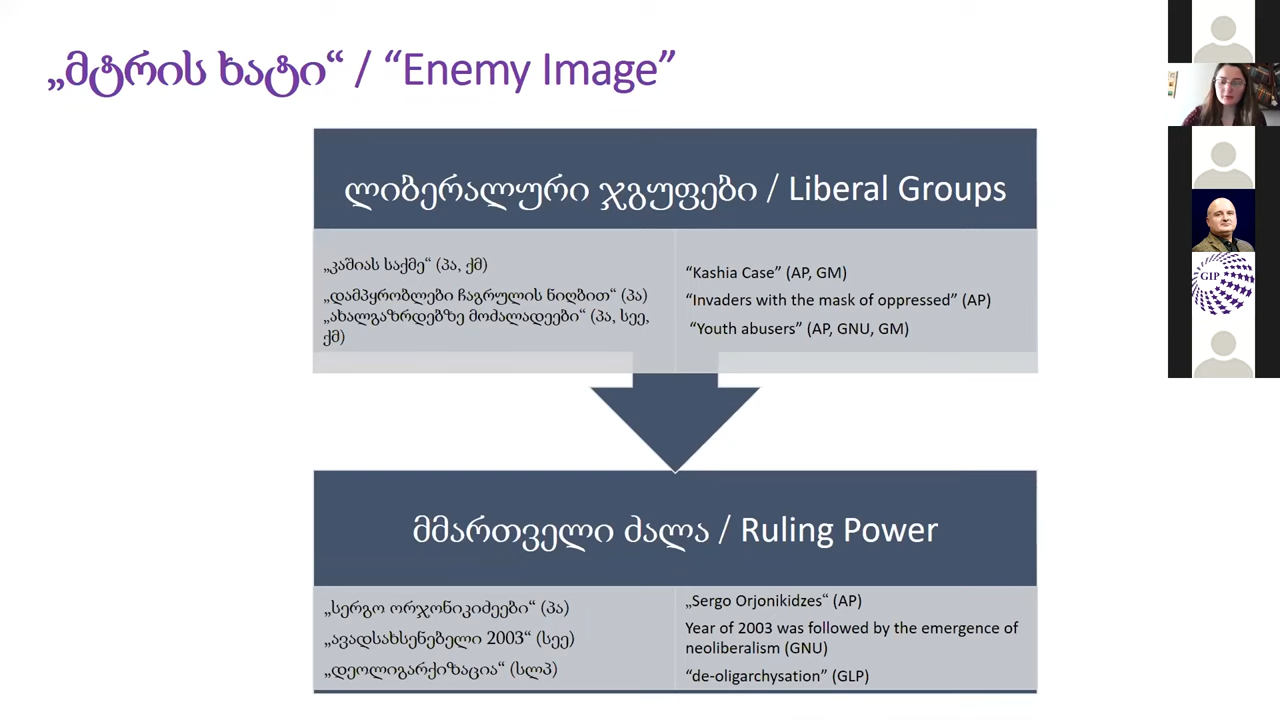 „მტრის ხატი“ / “Enemy Image”
ლიბერალური ჯგუფები / Liberal Groups
„კაშიას საქმე“ (პა, ქმ)
„დამპყრობლები ჩაგრულის ნიღბით“ (პა)
„ახალგაზრდებზე მოძალადეები“ (პა, სეე,
ქმ)
“Kashia Case” (AP, GM)
“Invaders with the mask of oppressed” (AP)
“Youth abusers” (AP, GNU, GM)
მმართველი ძალა / Ruling Power
„სერგო ორჯონიკიძეები“ (პა)
„ავადსახსენებელი 2003“ (სეე)
„დეოლიგარქიზაცია“ (სლპ)
„Sergo Orjonikidzes“ (AP)
Year of 2003 was followed by the emergence of
neoliberalism (GNU)
“de-oligarchysation” (GLP)
GIP